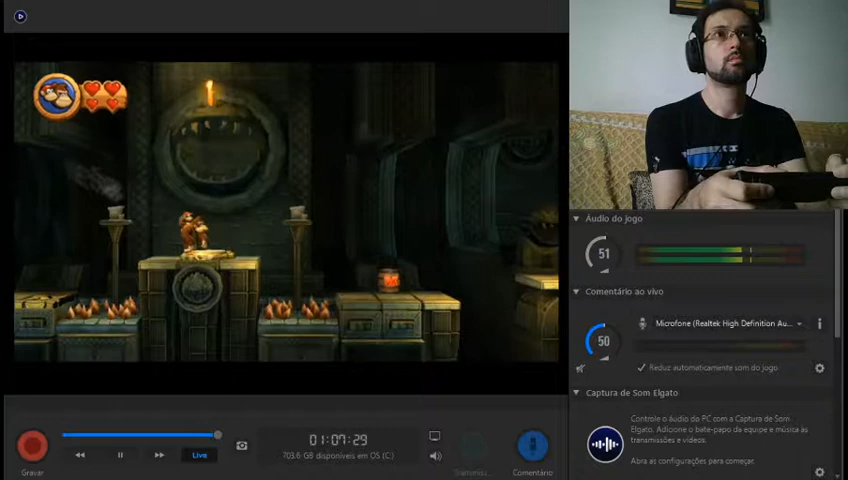 Áudio do jogo
51
Comentário ao vivo
Microfone (Realtek High Definition Au...
50
Reduz automaticamente som do jogo
Captura de Som Elgato
Controle o áudio do PC com a Captura de Som
Elgato. Adicione o bate-papo da equipe e música às
transmissões e vídeos.
Abra as configurações para começar.
Live
01:07:29
703.6 GB disponíveis em OS (C:)
Gravar
Transmiss...
Comentário